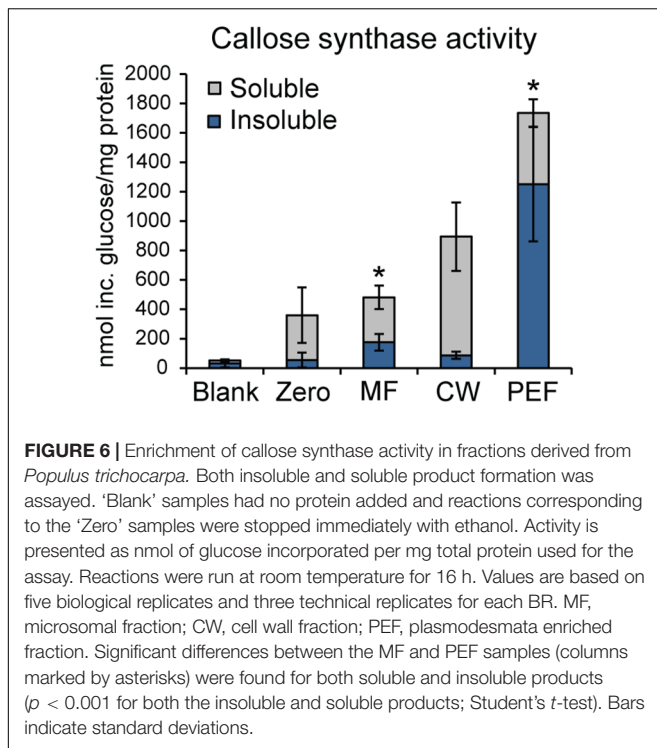 Callose synthase activity
2000
1800
1600
1400
1200
1000
800
600
400
200
0
nmol inc. glucose/mg protein
Soluble
Insoluble
*
*
Blank Zero MF CW PEF
FIGURE 6 | Enrichment of callose synthase activity in fractions derived from
Populus trichocarpa. Both insoluble and soluble product formation was
assayed. ‘Blank’ samples had no protein added and reactions corresponding
to the ‘Zero’ samples were stopped immediately with ethanol. Activity is
presented as nmol of glucose incorporated per mg total protein used for the
assay. Reactions were run at room temperature for 16 h. Values are based on
five biological replicates and three technical replicates for each BR. MF,
microsomal fraction; CW, cell wall fraction; PEF, plasmodesmata enriched
fraction. Significant differences between the MF and PEF samples (columns
marked by asterisks) were found for both soluble and insoluble products
(p < 0.001 for both the insoluble and soluble products; Student’s t-test). Bars
indicate standard deviations.